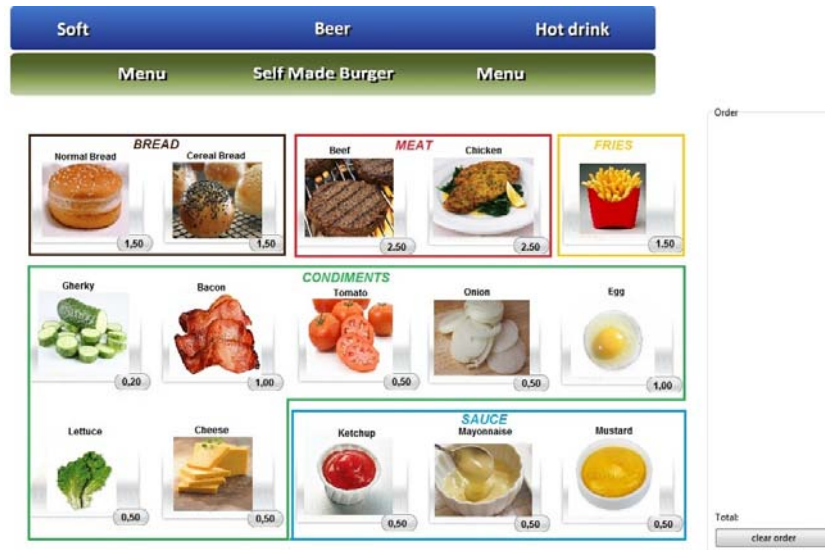 Soft Beer Hot drink
Menu Self Made Burger Menu
Order
BREAD MEAT FRIES
Normal Bread Cereal Bread Beef Chicken
1,50 1,50 2.50 2.50 1.50
CONDIMENTS
Gherky Bacon Tomato Onion Egg
0,20 1,00 0,50 0,50 1,00
SAUCE
Lettuce Cheese Ketchup Mayonnaise Mustard
0,50 0,50 0,50 0,50 0,50
Total:
clear order